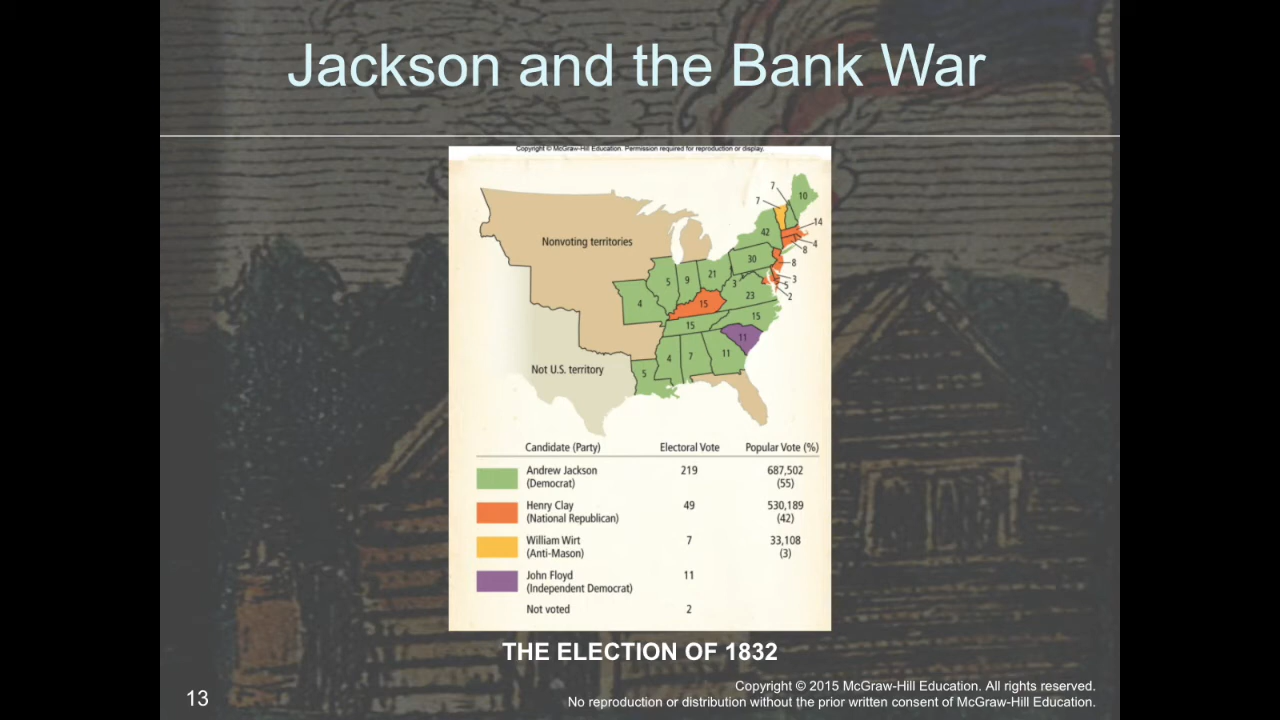 Jackson and the Bank War
Copyright © McGraw-Hill Education. Permission required for reproduction or display.
7
10
7
14
42
4
8
Nonvoting territories
30
8
21
9
5
3
3
5
23
2
4
15
15
15
11
11
4
7
5
Not U.S. territory
Candidate (Party) Electoral Vote Popular Vote (%)
Andrew Jackson 219 687,502
(Democrat) (55)
Henry Clay 49 530,189
(National Republican) (42)
William Wirt 7 33,108
(Anti-Mason) (3)
John Floyd 11
(Independent Democrat)
Not voted 2
THE ELECTION OF 1832
Copyright © 2015 McGraw-Hill Education. All rights reserved.
13 No reproduction or distribution without the prior written consent of McGraw-Hill Education.